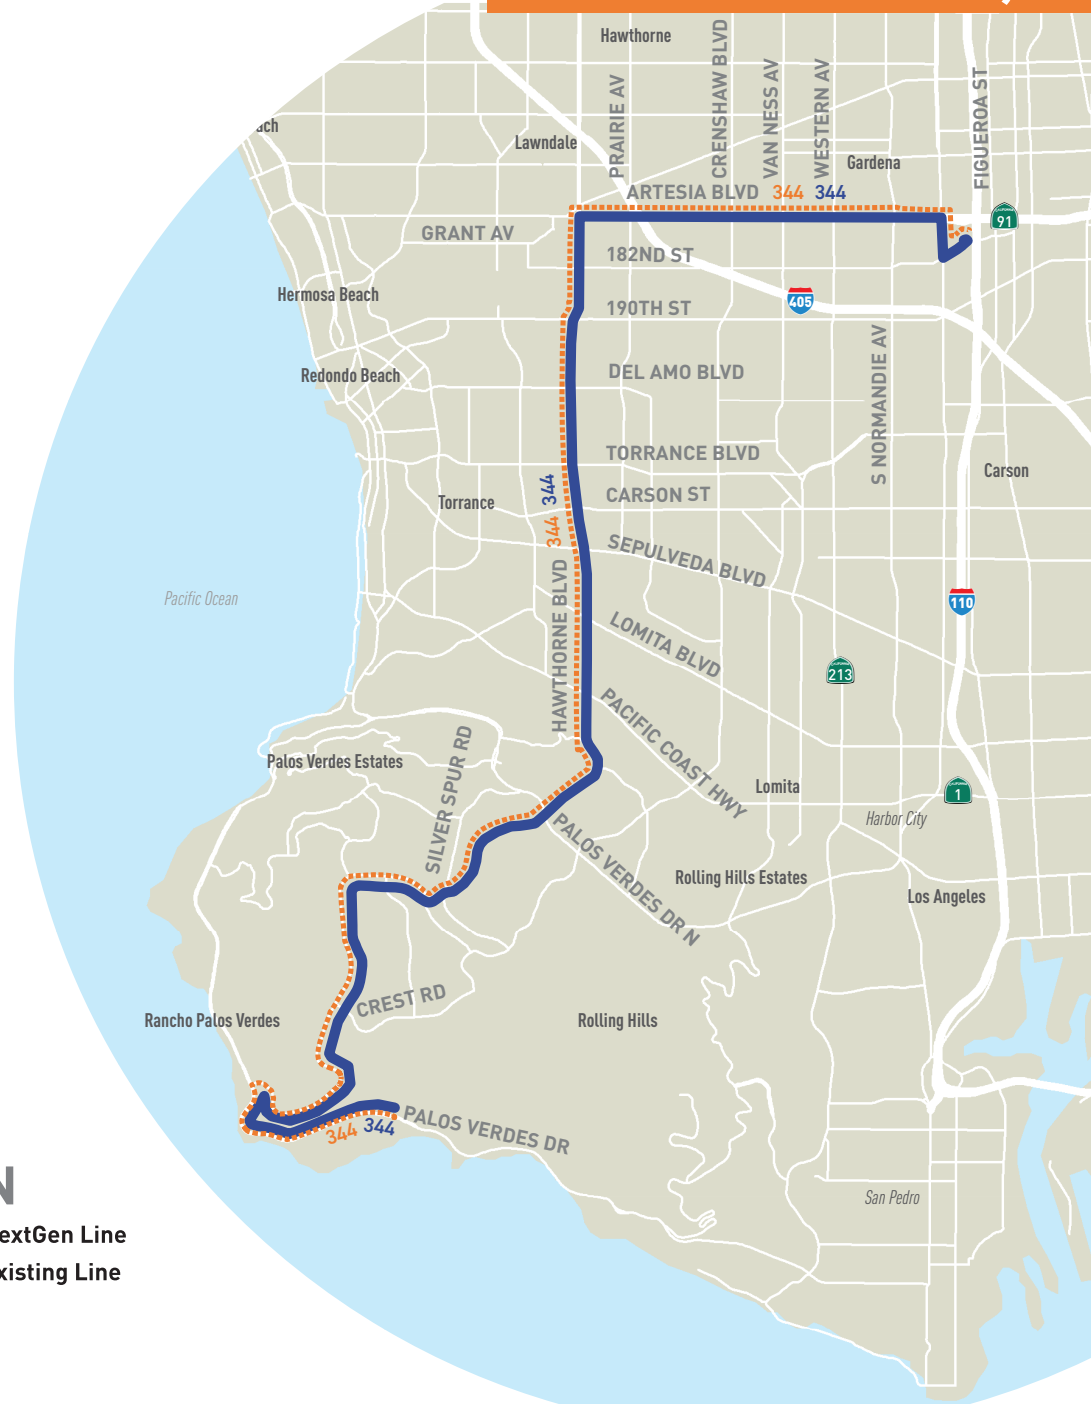 Hawthorne
CRENSHAW BLVD
PRAIRIE AV
VAN NESS AV
WESTERN AV
FIGUEROA ST
Lawndale
Gardena
ARTESIA BLVD 344 344
91
GRANT AV
182ND ST
405
Hermosa Beach
190TH ST
S NORMANDIE AV
Redondo Beach
DEL AMO BLVD
TORRANCE BLVD
Carson
344
344
Torrance
CARSON ST
SEPULVEDA BLVD
HAWTHORNE BLVD
Pacific Ocean
110
LOMITA BLVD
213
PACIFIC COAST HWY
SILVER SPUR RD
Palos Verdes Estates
Lomita
1
Harbor City
PALOS VERDES DR N
Rolling Hills Estates
Los Angeles
CREST RD
Rancho Palos Verdes
Rolling Hills
PALOS VERDES DR
344 344
San Pedro
extGen Line
xisting Line